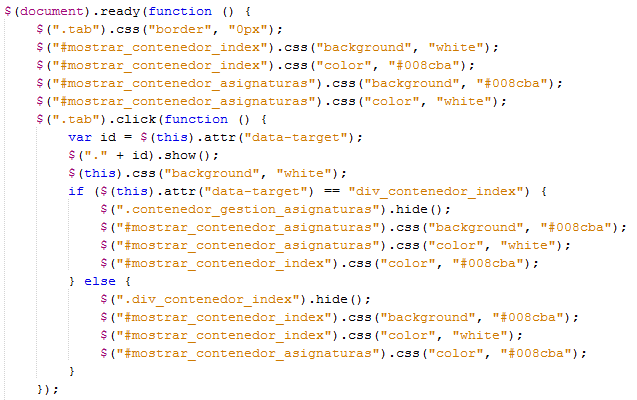 $(document).ready(function () {
    $(".tab").css("border", "0px");
    $("#mostrar_contenedor_index").css("background", "white");
    $("#mostrar_contenedor_index").css("color", "#008cba");
    $("#mostrar_contenedor_asignaturas").css("background", "#008cba");
    $("#mostrar_contenedor_asignaturas").css("color", "white");
    $(".tab").click(function () {
        var id = $(this).attr("data-target");
        $("." + id).show();
        $(this).css("background", "white");
        if ($(this).attr("data-target") == "div_contenedor_index") {
            $(".contenedor_gestion_asignaturas").hide();
            $("#mostrar_contenedor_asignaturas").css("background", "#008cba");
            $("#mostrar_contenedor_asignaturas").css("color", "white");
            $("#mostrar_contenedor_index").css("color", "#008cba");
        } else {
            $(".div_contenedor_index").hide();
            $("#mostrar_contenedor_index").css("background", "#008cba");
            $("#mostrar_contenedor_index").css("color", "white");
            $("#mostrar_contenedor_asignaturas").css("color", "#008cba");
        }
    });